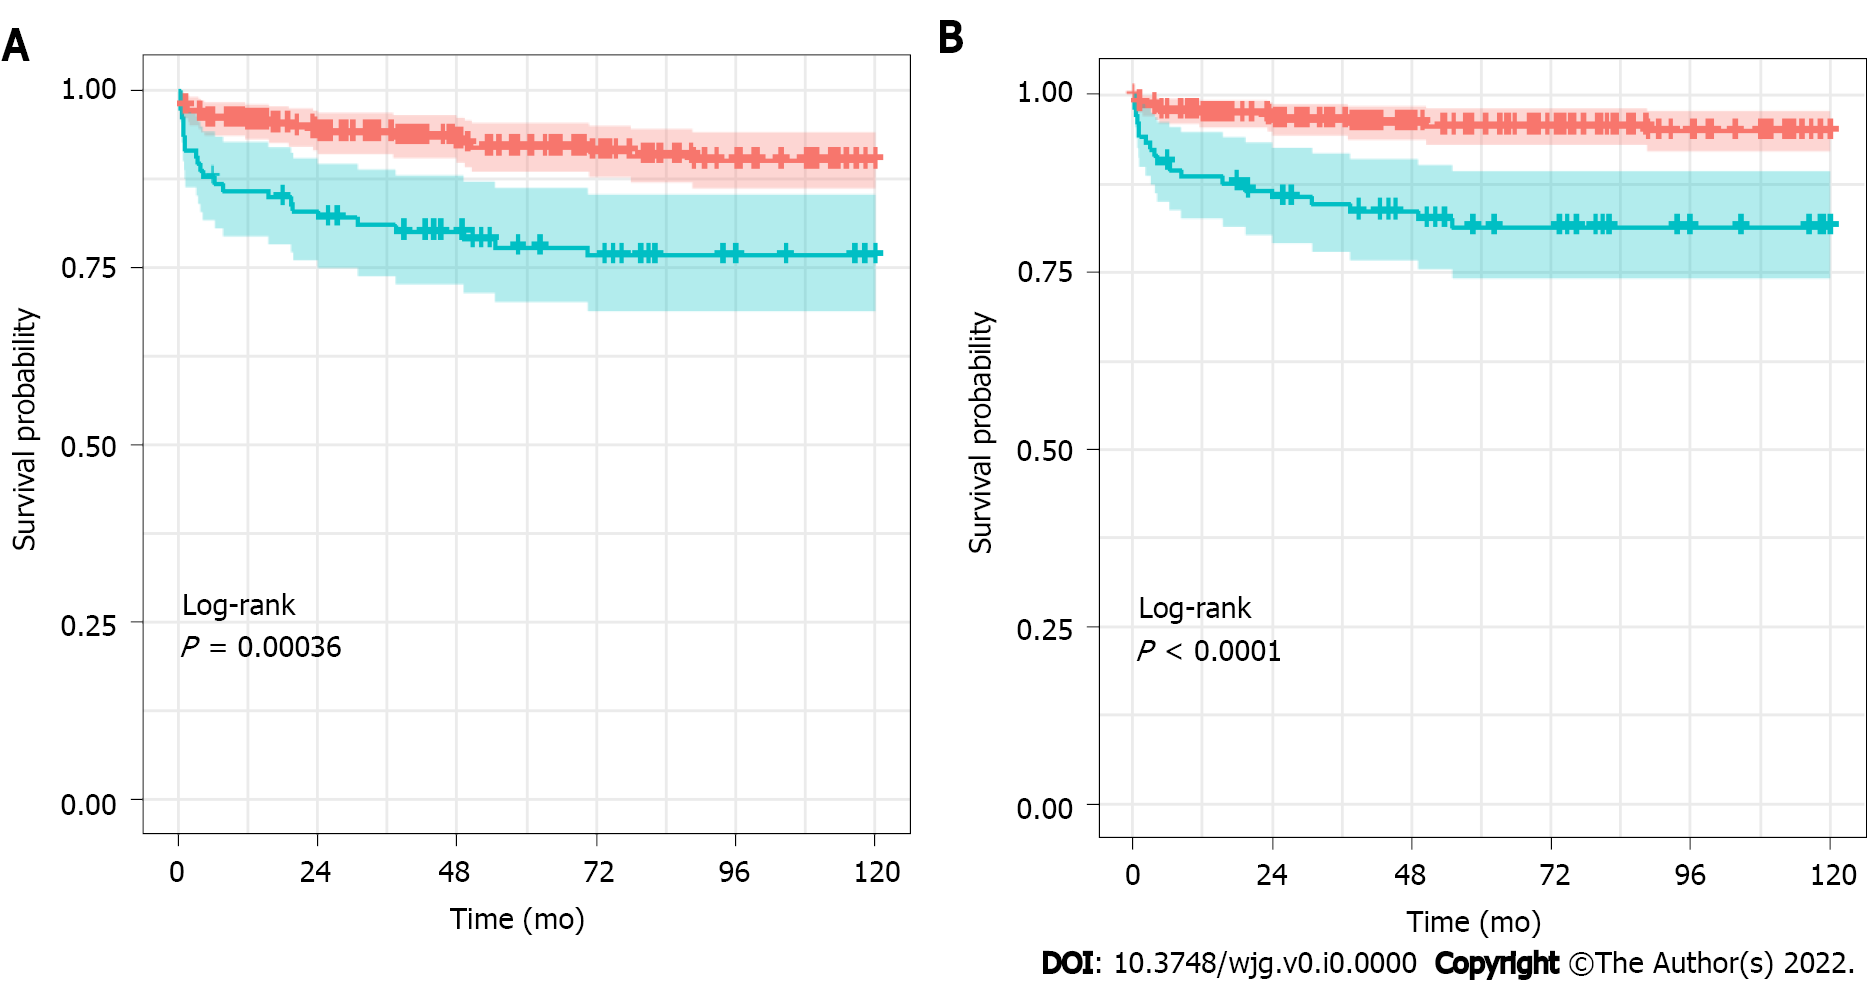 A
1.00
0.75
0.50
0.25
0.00
Survival probability
Log-rank
P = 0.00036
0 24 48 72 96 120
Time (mo)
B
1.00
0.75
0.50
0.25
0.00
Survival probability
Log-rank
P < 0.0001
0 24 48 72 96 120
Time (mo)
DOI: 10.3748/wjg.v0.i0.0000 Copyright ©The Author(s) 2022.